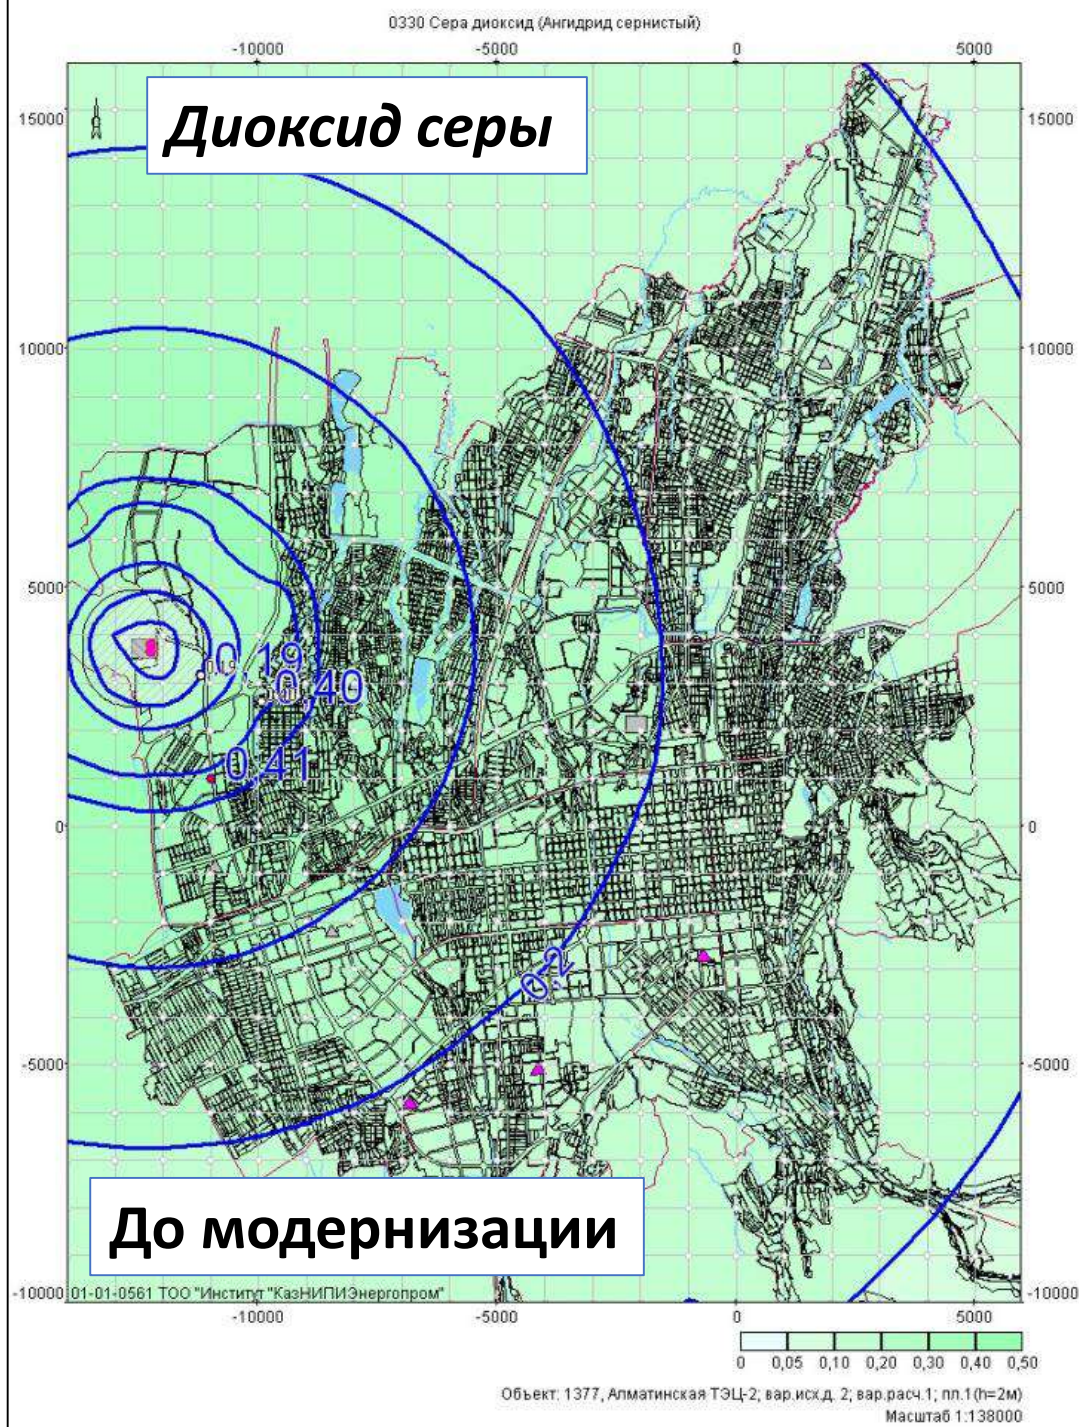 0330 Сера диоксид (Ангидрид сернистый)
-10000 -5000 0 5000
15000 15000
Диоксид серы
10000 10000
5000 5000
0,19
0,40
0,41
0 0
0,2
-5000 -5000
До модернизации
-10000 01-01-0561 ТОО "Институт "КазНИПИЭнергопром" -10000
-10000 -5000 0 5000
0 0,05 0,10 0,20 0,30 0,40 0,50
Объект: 1377, Алматинская ТЭЦ-2; вар.исх.д. 2; вар.расч.1; пл.1(h=2м)
Масштаб 1:138000